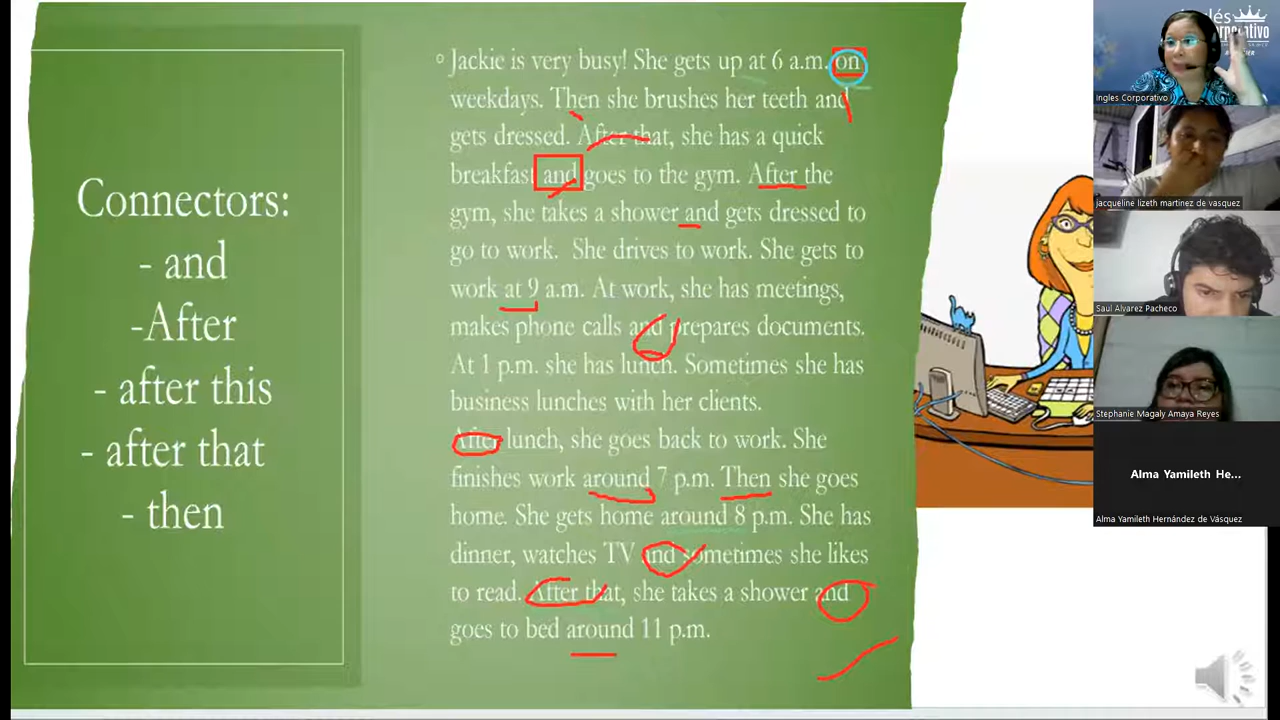 Connectors:
- and
-After
- after this
- after that
- then
Jackie is very busy! She gets up at 6 a.m. on
weekdays. Then she brushes her teeth and
gets dressed. After that, she has a quick
breakfast and goes to the gym. After the
gym, she takes a shower and gets dressed to
go to work. She drives to work. She gets to
work at 9 a.m. At work, she has meetings,
makes phone calls and prepares documents.
At 1 p.m. she has lunch. Sometimes she has
business lunches with her clients.
After lunch, she goes back to work. She
finishes work around 7 p.m. Then she goes
home. She gets home around 8 p.m. She has
dinner, watches TV and sometimes she likes
to read. After that, she takes a shower and
goes to bed around 11 p.m.
Ingles Corporativo
Jacqueline lizeth martinez de vasquez
Saul Alvarez Pacheco
Stephanie Magaly Amaya Reyes
Alma Yamileth He...
Alma Yamileth Hernández de Vásquez